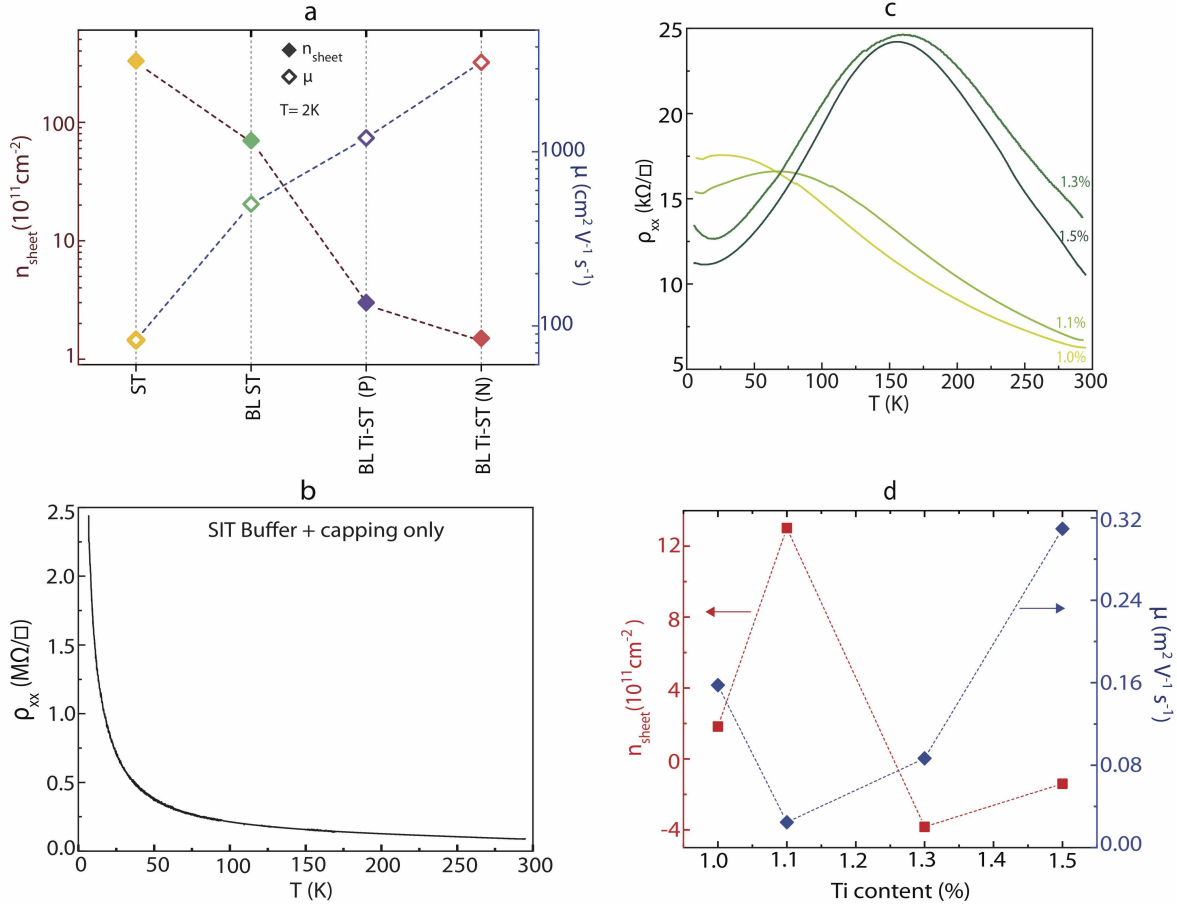 a
n_sheet
μ
T= 2K
100
10
1
n_sheet(10^11cm^-2)
1000
100
μ (cm^2 V^-1 s^-1)
ST
BL ST
BL Ti-ST (P)
BL Ti-ST (N)
c
25
20
15
10
5
ρ_xx (kΩ/□)
1.3%
1.5%
1.1%
1.0%
0 50 100 150 200 250 300
T (K)
b
SIT Buffer + capping only
2.5
2.0
1.5
1.0
0.5
0.0
ρ_xx (MΩ/□)
0 50 100 150 200 250 300
T (K)
d
12
8
4
0
-4
n_sheet(10^11cm^-2)
0.32
0.24
0.16
0.08
0.00
μ (m^2 V^-1 s^-1)
1.0 1.1 1.2 1.3 1.4 1.5
Ti content (%)